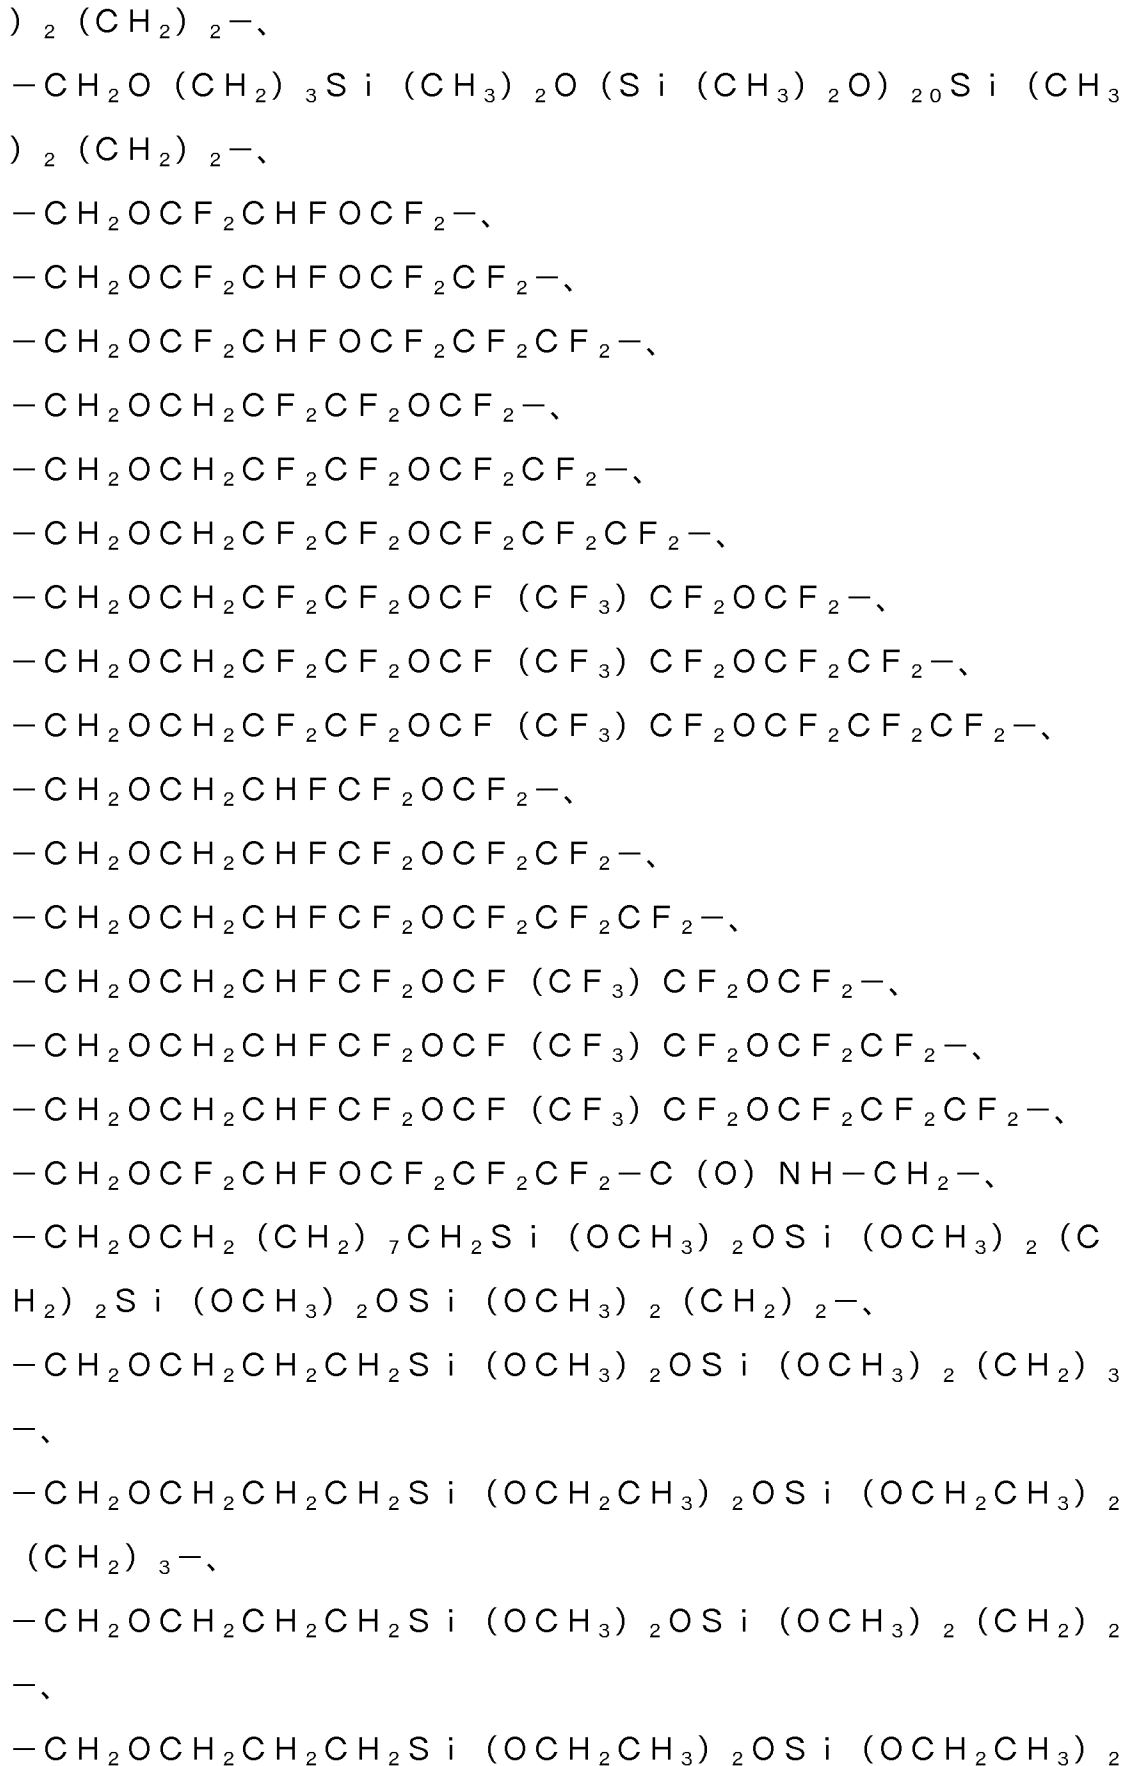 ）₂（ＣＨ₂）₂－、
－ＣＨ₂Ｏ（ＣＨ₂）₃Ｓｉ（ＣＨ₃）₂Ｏ（Ｓｉ（ＣＨ₃）₂Ｏ）₂₀Ｓｉ（ＣＨ₃
）₂（ＣＨ₂）₂－、
－ＣＨ₂ＯＣＦ₂ＣＨＦＯＣＦ₂－、
－ＣＨ₂ＯＣＦ₂ＣＨＦＯＣＦ₂ＣＦ₂－、
－ＣＨ₂ＯＣＦ₂ＣＨＦＯＣＦ₂ＣＦ₂ＣＦ₂－、
－ＣＨ₂ＯＣＨ₂ＣＦ₂ＣＦ₂ＯＣＦ₂－、
－ＣＨ₂ＯＣＨ₂ＣＦ₂ＣＦ₂ＯＣＦ₂ＣＦ₂－、
－ＣＨ₂ＯＣＨ₂ＣＦ₂ＣＦ₂ＯＣＦ₂ＣＦ₂ＣＦ₂－、
－ＣＨ₂ＯＣＨ₂ＣＦ₂ＣＦ₂ＯＣＦ（ＣＦ₃）ＣＦ₂ＯＣＦ₂－、
－ＣＨ₂ＯＣＨ₂ＣＦ₂ＣＦ₂ＯＣＦ（ＣＦ₃）ＣＦ₂ＯＣＦ₂ＣＦ₂－、
－ＣＨ₂ＯＣＨ₂ＣＦ₂ＣＦ₂ＯＣＦ（ＣＦ₃）ＣＦ₂ＯＣＦ₂ＣＦ₂ＣＦ₂－、
－ＣＨ₂ＯＣＨ₂ＣＨＦＣＦ₂ＯＣＦ₂－、
－ＣＨ₂ＯＣＨ₂ＣＨＦＣＦ₂ＯＣＦ₂ＣＦ₂－、
－ＣＨ₂ＯＣＨ₂ＣＨＦＣＦ₂ＯＣＦ₂ＣＦ₂ＣＦ₂－、
－ＣＨ₂ＯＣＨ₂ＣＨＦＣＦ₂ＯＣＦ（ＣＦ₃）ＣＦ₂ＯＣＦ₂－、
－ＣＨ₂ＯＣＨ₂ＣＨＦＣＦ₂ＯＣＦ（ＣＦ₃）ＣＦ₂ＯＣＦ₂ＣＦ₂－、
－ＣＨ₂ＯＣＨ₂ＣＨＦＣＦ₂ＯＣＦ（ＣＦ₃）ＣＦ₂ＯＣＦ₂ＣＦ₂ＣＦ₂－、
－ＣＨ₂ＯＣＦ₂ＣＨＦＯＣＦ₂ＣＦ₂ＣＦ₂－Ｃ（Ｏ）ＮＨ－ＣＨ₂－、
－ＣＨ₂ＯＣＨ₂（ＣＨ₂）₇ＣＨ₂Ｓｉ（ＯＣＨ₃）₂ＯＳｉ（ＯＣＨ₃）₂（Ｃ
Ｈ₂）₂Ｓｉ（ＯＣＨ₃）₂ＯＳｉ（ＯＣＨ₃）₂（ＣＨ₂）₂－、
－ＣＨ₂ＯＣＨ₂ＣＨ₂ＣＨ₂Ｓｉ（ＯＣＨ₃）₂ＯＳｉ（ＯＣＨ₃）₂（ＣＨ₂）₃
－、
－ＣＨ₂ＯＣＨ₂ＣＨ₂ＣＨ₂Ｓｉ（ＯＣＨ₂ＣＨ₃）₂ＯＳｉ（ＯＣＨ₂ＣＨ₃）₂
（ＣＨ₂）₃－、
－ＣＨ₂ＯＣＨ₂ＣＨ₂ＣＨ₂Ｓｉ（ＯＣＨ₃）₂ＯＳｉ（ＯＣＨ₃）₂（ＣＨ₂）₂
－、
－ＣＨ₂ＯＣＨ₂ＣＨ₂ＣＨ₂Ｓｉ（ＯＣＨ₂ＣＨ₃）₂ＯＳｉ（ＯＣＨ₂ＣＨ₃）₂